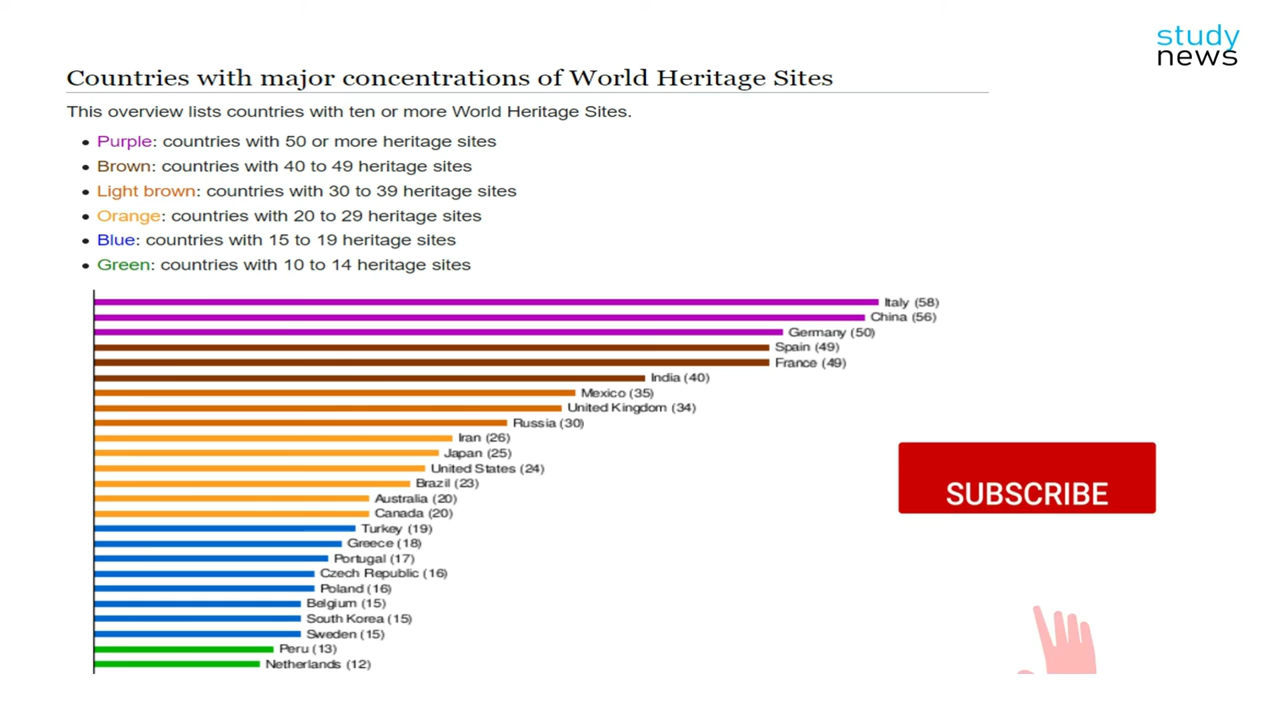 study
news
Countries with major concentrations of World Heritage Sites
This overview lists countries with ten or more World Heritage Sites.
• Purple: countries with 50 or more heritage sites
• Brown: countries with 40 to 49 heritage sites
• Light brown: countries with 30 to 39 heritage sites
• Orange: countries with 20 to 29 heritage sites
• Blue: countries with 15 to 19 heritage sites
• Green: countries with 10 to 14 heritage sites
Italy (58)
China (56)
Germany (50)
Spain (49)
France (49)
India (40)
Mexico (35)
United Kingdom (34)
Russia (30)
Iran (26)
Japan (25)
United States (24)
Brazil (23)
Australia (20)
Canada (20)
Turkey (19)
Greece (18)
Portugal (17)
Czech Republic (16)
Poland (16)
Belgium (15)
South Korea (15)
Sweden (15)
Peru (13)
Netherlands (12)
SUBSCRIBE